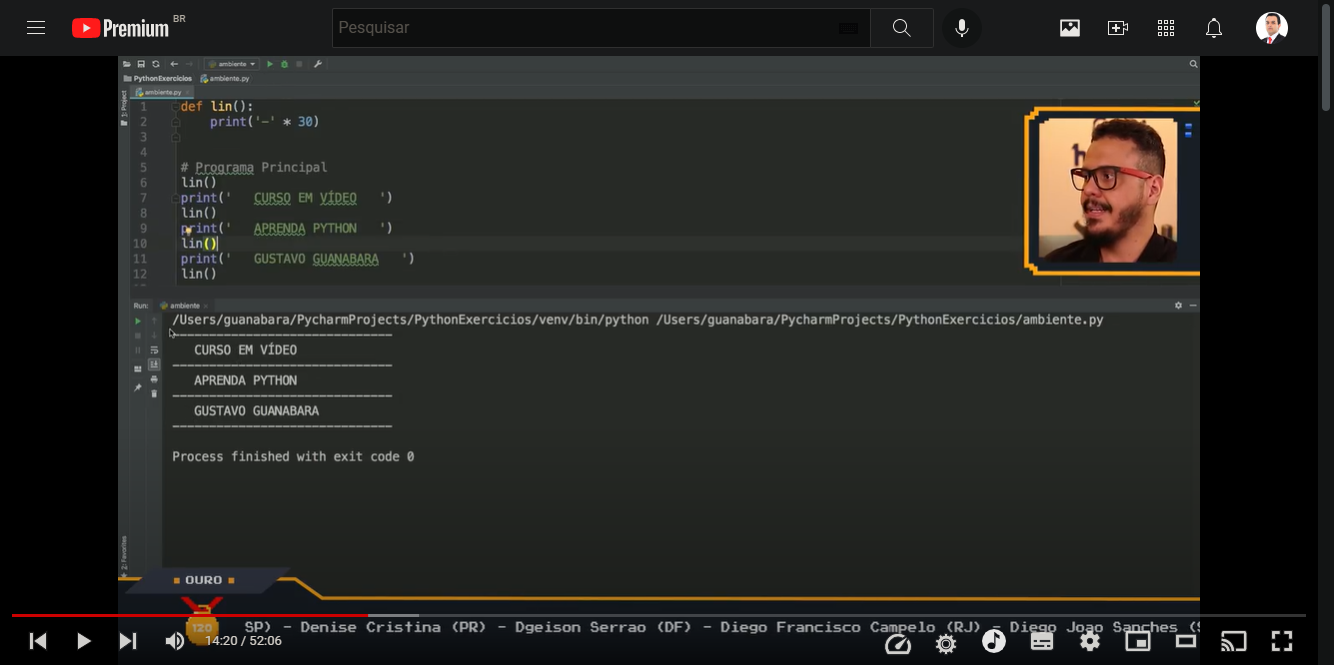 Premium BR
Pesquisar
ambiente
PythonExercicios ambiente.py
1: Project
ambiente.py
1 def lin():
2 print('-' * 30)
3
4
5 # Programa Principal
6 lin()
7 print('   CURSO EM VÍDEO   ')
8 lin()
9 print('   APRENDA PYTHON   ')
10 lin()
11 print('   GUSTAVO GUANABARA   ')
12 lin()
Run: ambiente
/Users/guanabara/PycharmProjects/PythonExercicios/venv/bin/python /Users/guanabara/PycharmProjects/PythonExercicios/ambiente.py
------------------------------
CURSO EM VÍDEO
------------------------------
APRENDA PYTHON
------------------------------
GUSTAVO GUANABARA
------------------------------
Process finished with exit code 0
2: Favorites
OURO
120 SP) - Denise Cristina (PR) - Dgeison Serrao (DF) - Diego Francisco Campelo (RJ) - Diego Joao Sanches (S
14:20 / 52:06